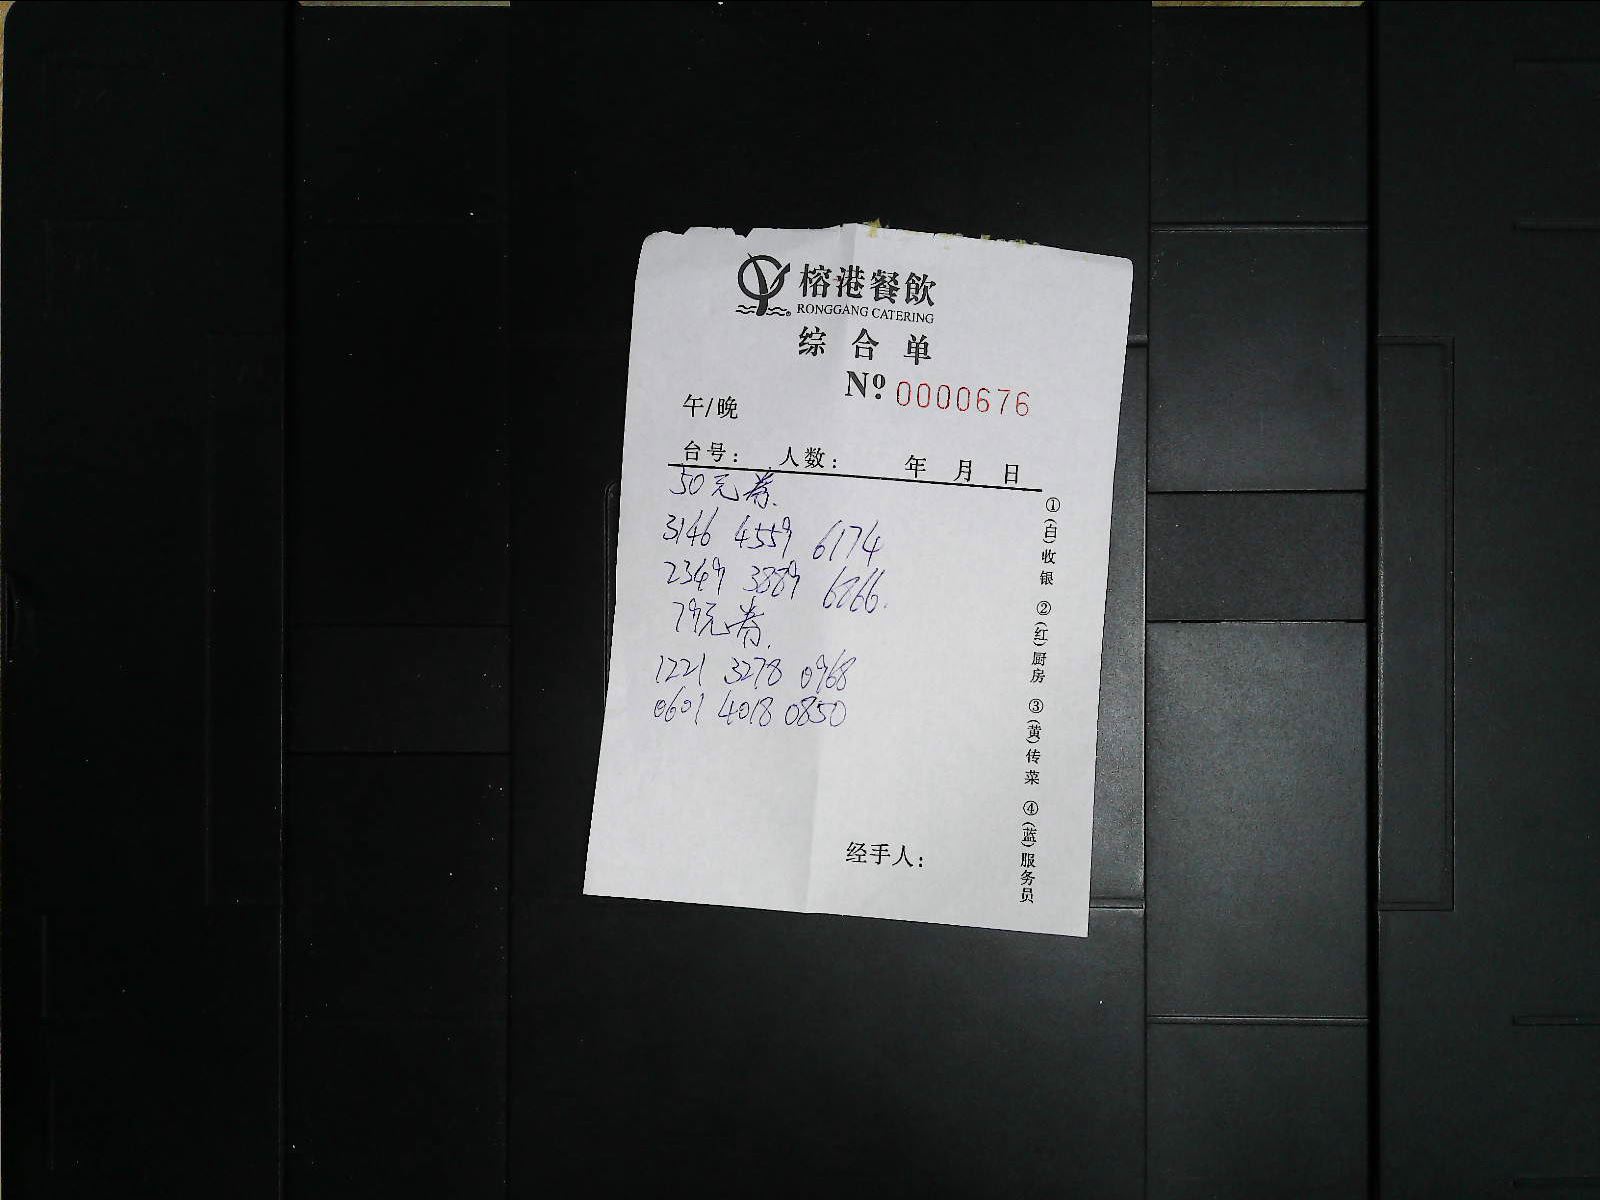 榕港餐飲
RONGGANG CATERING
综合单
Nº 0000676
午/晚
台号: 人数: 年 月 日
50元券.
3146 4559 6174
2349 3889 6866.
79元券.
1221 3278 0968
0601 4018 0850
经手人:
①(白)收银 ②(红)厨房 ③(黄)传菜 ④(蓝)服务员